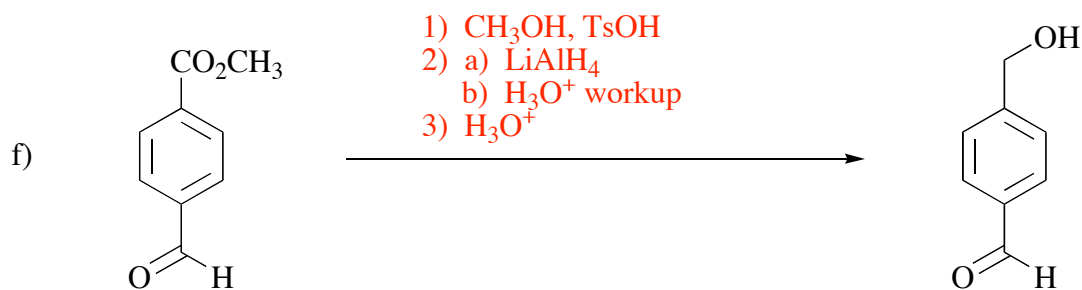 1) CH₃OH, TsOH
2) a) LiAlH₄
b) H₃O⁺ workup
3) H₃O⁺
CO₂CH₃
OH
f)
O
H
O
H